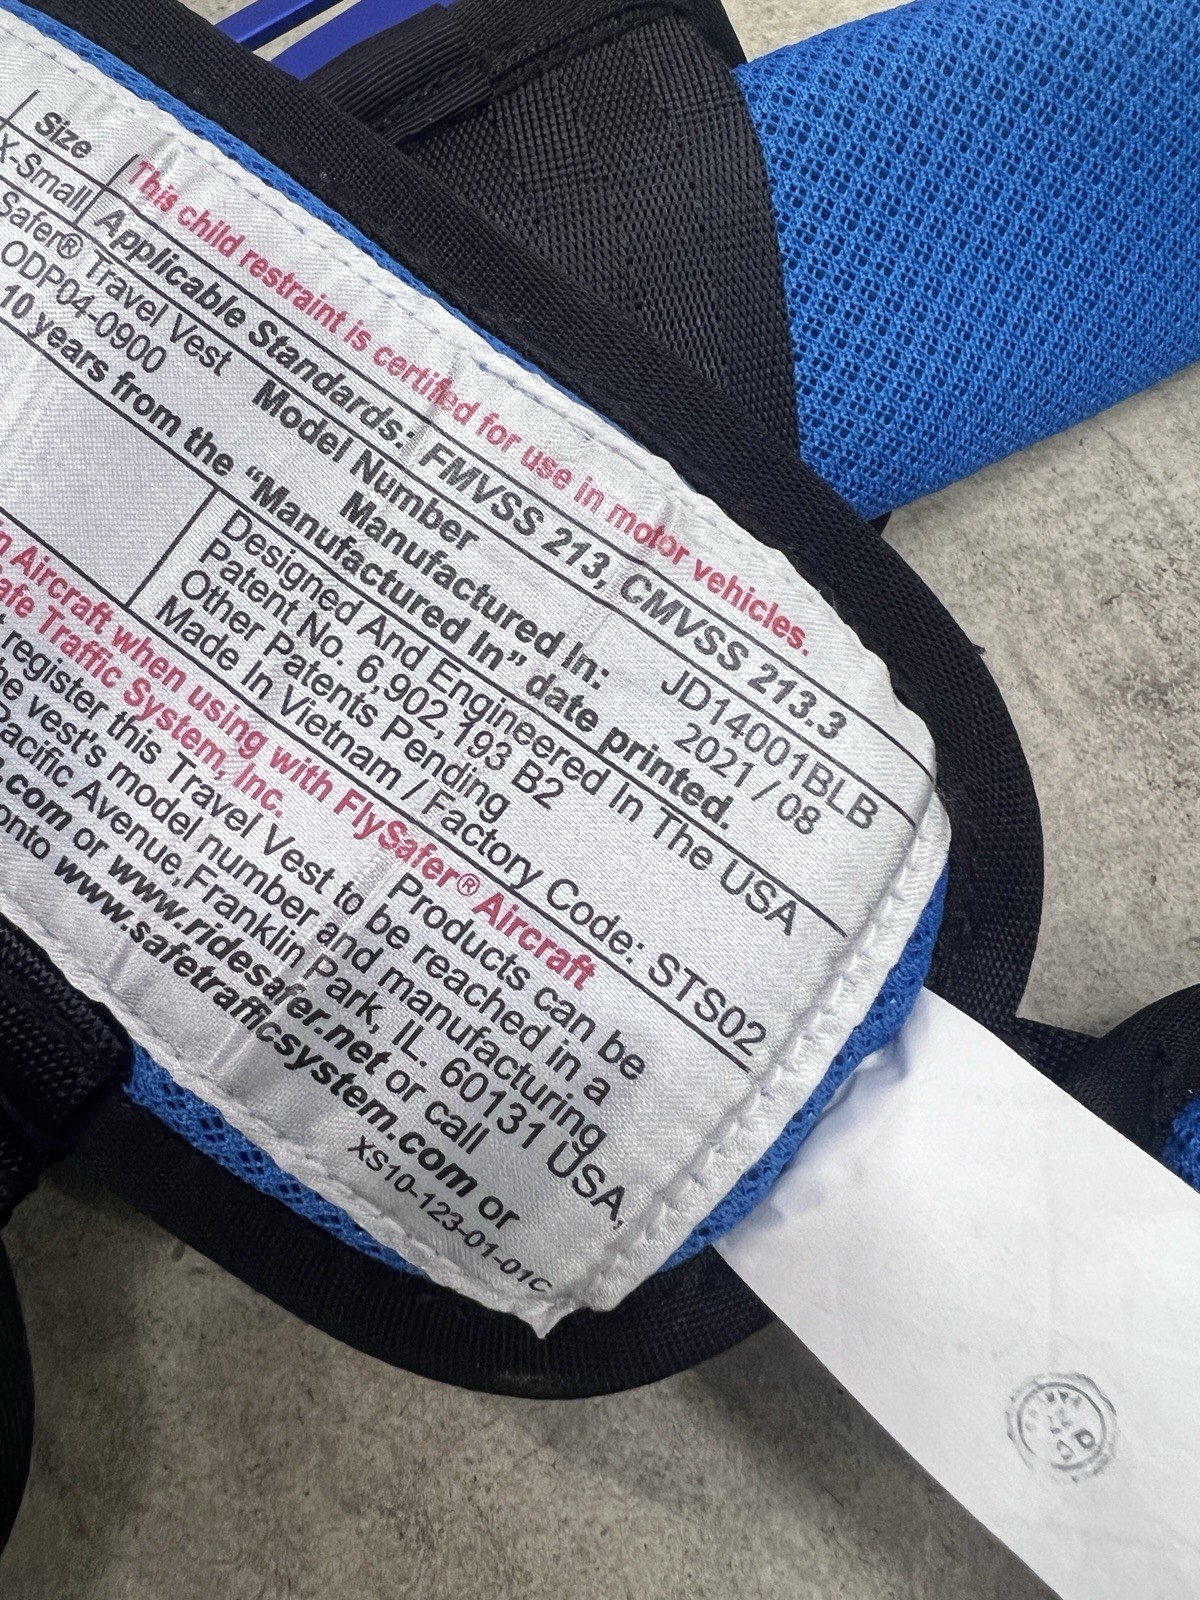 Size
X-Small
This child restraint is certified for use in motor vehicles.
Applicable Standards: FMVSS 213, CMVSS 213.3
Safer® Travel Vest
Model Number
JD14001BLB
ODP04-0900
Manufactured In:
2021 / 08
10 years from the “Manufactured In” date printed.
Designed And Engineered In The USA
Patent No. 6,902,193 B2
Other Patents Pending
Made In Vietnam / Factory Code: STS02
Aircraft when using with FlySafer® Aircraft
Traffic System, Inc.
register this Travel Vest to be reached in a
Products can be
vest's model number and manufacturing
Pacific Avenue,Franklin Park, IL. 60131 USA,
.com or www.ridesafer.net or call
www.safetrafficsystem.com or
XS10-123-01-01C